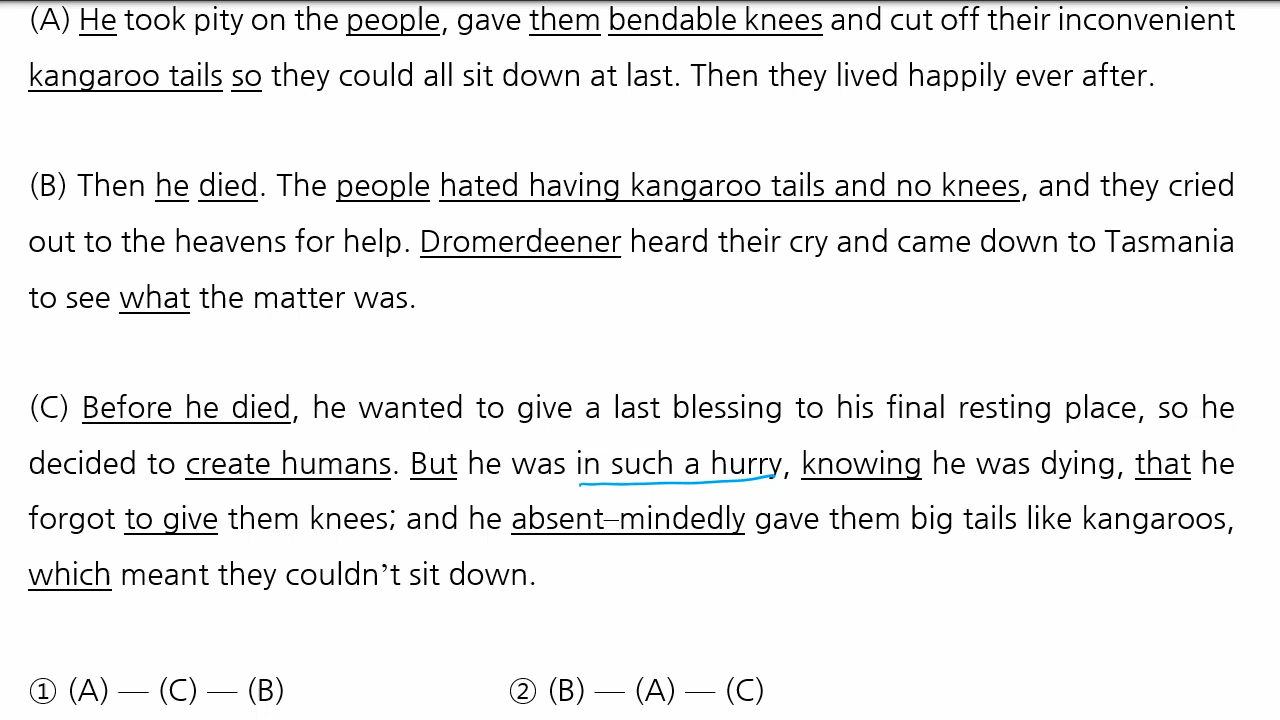 (A) He took pity on the people, gave them bendable knees and cut off their inconvenient
kangaroo tails so they could all sit down at last. Then they lived happily ever after.
(B) Then he died. The people hated having kangaroo tails and no knees, and they cried
out to the heavens for help. Dromerdeener heard their cry and came down to Tasmania
to see what the matter was.
(C) Before he died, he wanted to give a last blessing to his final resting place, so he
decided to create humans. But he was in such a hurry, knowing he was dying, that he
forgot to give them knees; and he absent–mindedly gave them big tails like kangaroos,
which meant they couldn’t sit down.
① (A) — (C) — (B) ② (B) — (A) — (C)